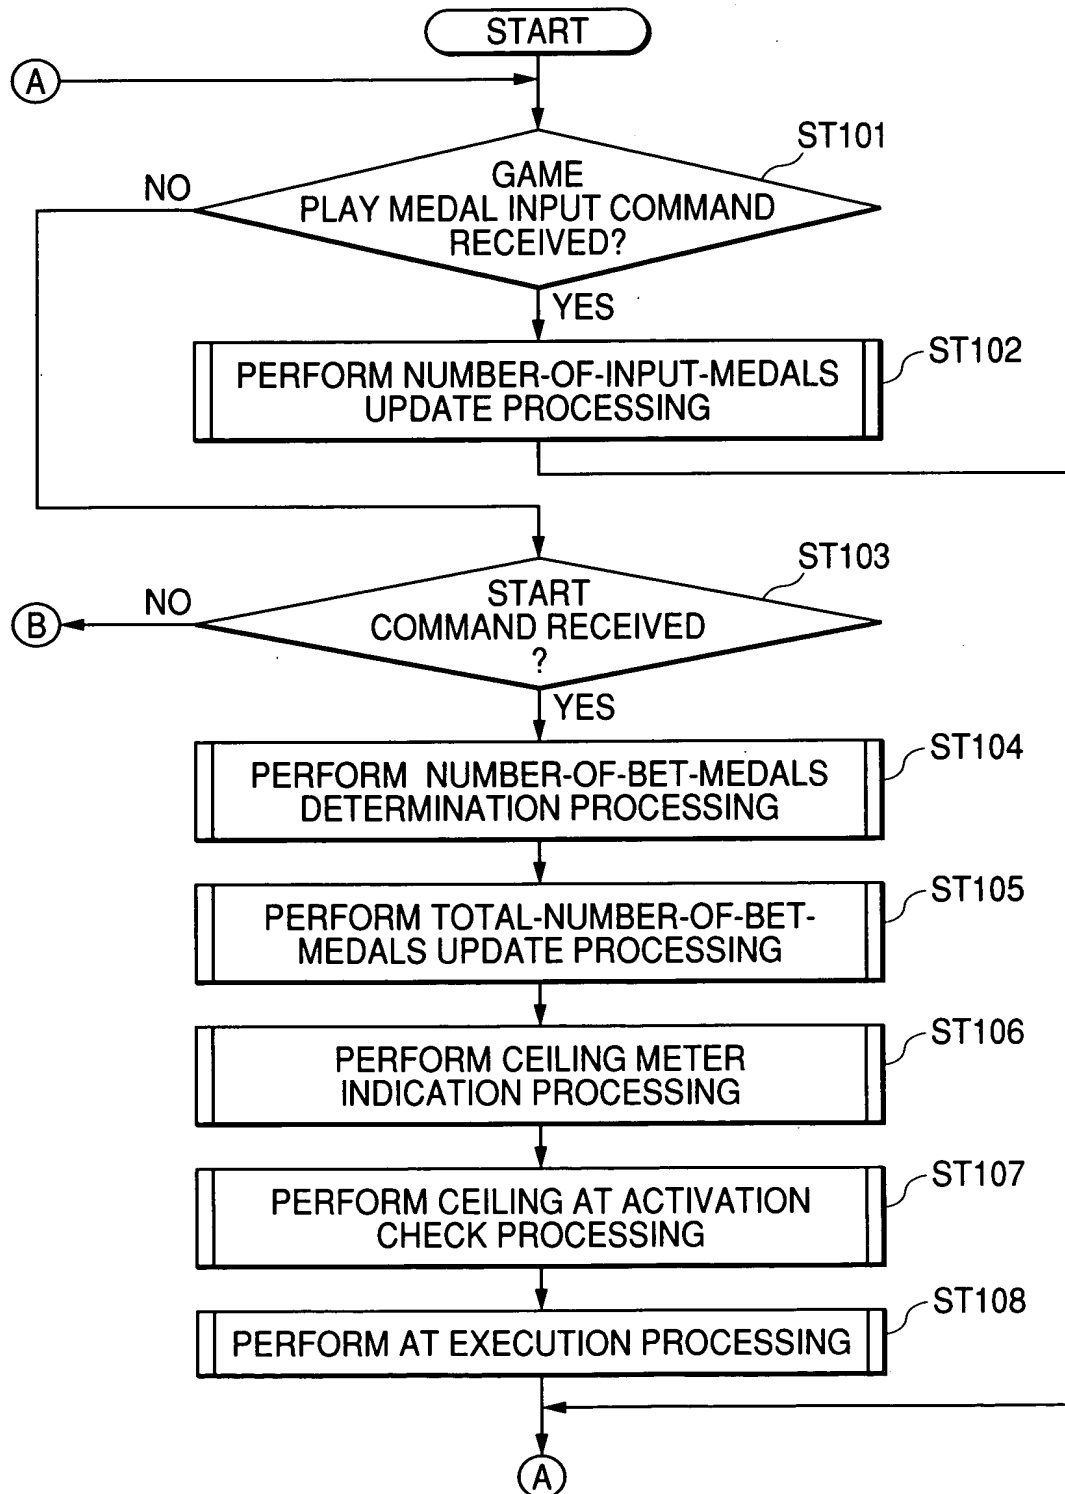 START
A
ST101
GAME
PLAY MEDAL INPUT COMMAND
RECEIVED?
NO
YES
ST102
PERFORM NUMBER-OF-INPUT-MEDALS
UPDATE PROCESSING
ST103
START
COMMAND RECEIVED
?
NO
B
YES
ST104
PERFORM NUMBER-OF-BET-MEDALS
DETERMINATION PROCESSING
ST105
PERFORM TOTAL-NUMBER-OF-BET-
MEDALS UPDATE PROCESSING
ST106
PERFORM CEILING METER
INDICATION PROCESSING
ST107
PERFORM CEILING AT ACTIVATION
CHECK PROCESSING
ST108
PERFORM AT EXECUTION PROCESSING
A